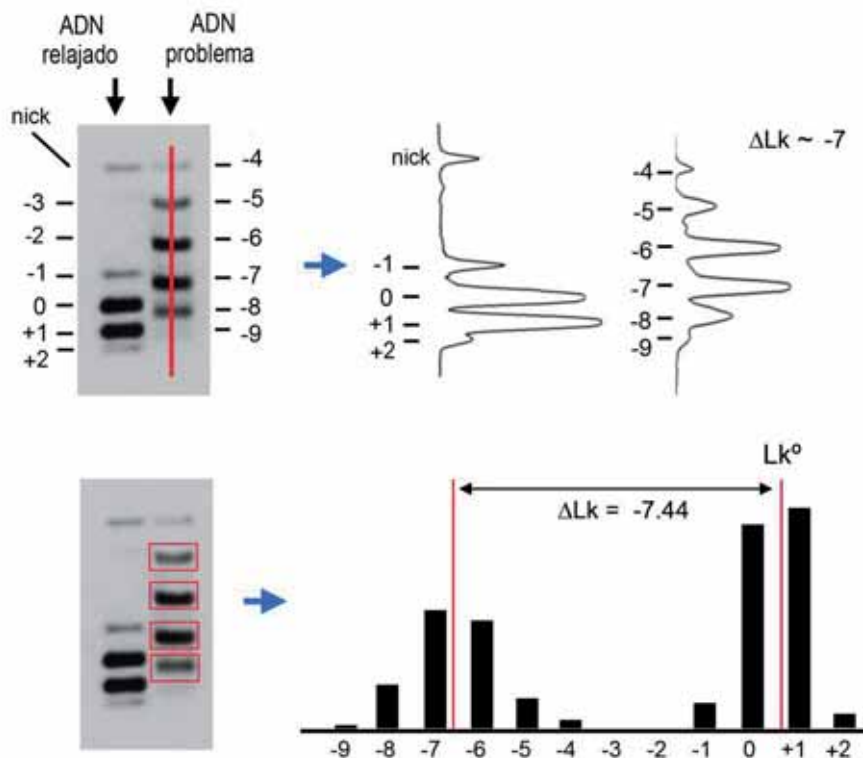 ADN relajado
ADN problema
nick
-3
-2
-1
0
+1
+2
-4
-5
-6
-7
-8
-9
nick
-1
0
+1
+2
ΔLk ~ -7
-4
-5
-6
-7
-8
-9
Lkº
ΔLk = -7.44
-9 -8 -7 -6 -5 -4 -3 -2 -1 0 +1 +2